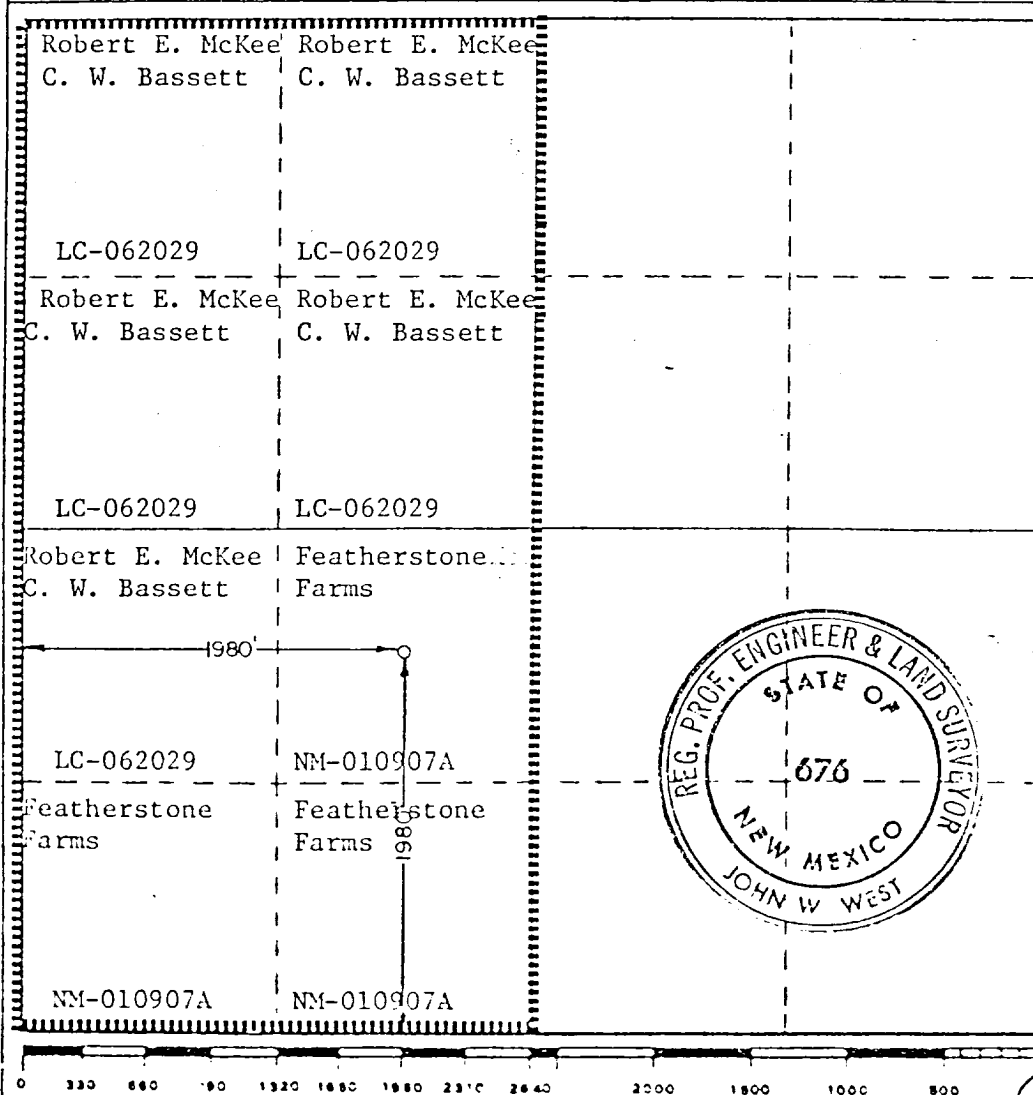 Robert E. McKee Robert E. McKee
C. W. Bassett C. W. Bassett
LC-062029 LC-062029
Robert E. McKee Robert E. McKee
C. W. Bassett C. W. Bassett
LC-062029 LC-062029
Robert E. McKee Featherstone
C. W. Bassett Farms
1980'
LC-062029 NM-010907A
Featherstone Featherstone
Farms Farms
1980'
NM-010907A NM-010907A
REG. PROF. ENGINEER & LAND SURVEYOR
STATE OF
676
NEW MEXICO
JOHN W WEST
0 330 660 1320 1650 1980 2310 2640 2000 1500 1000 500